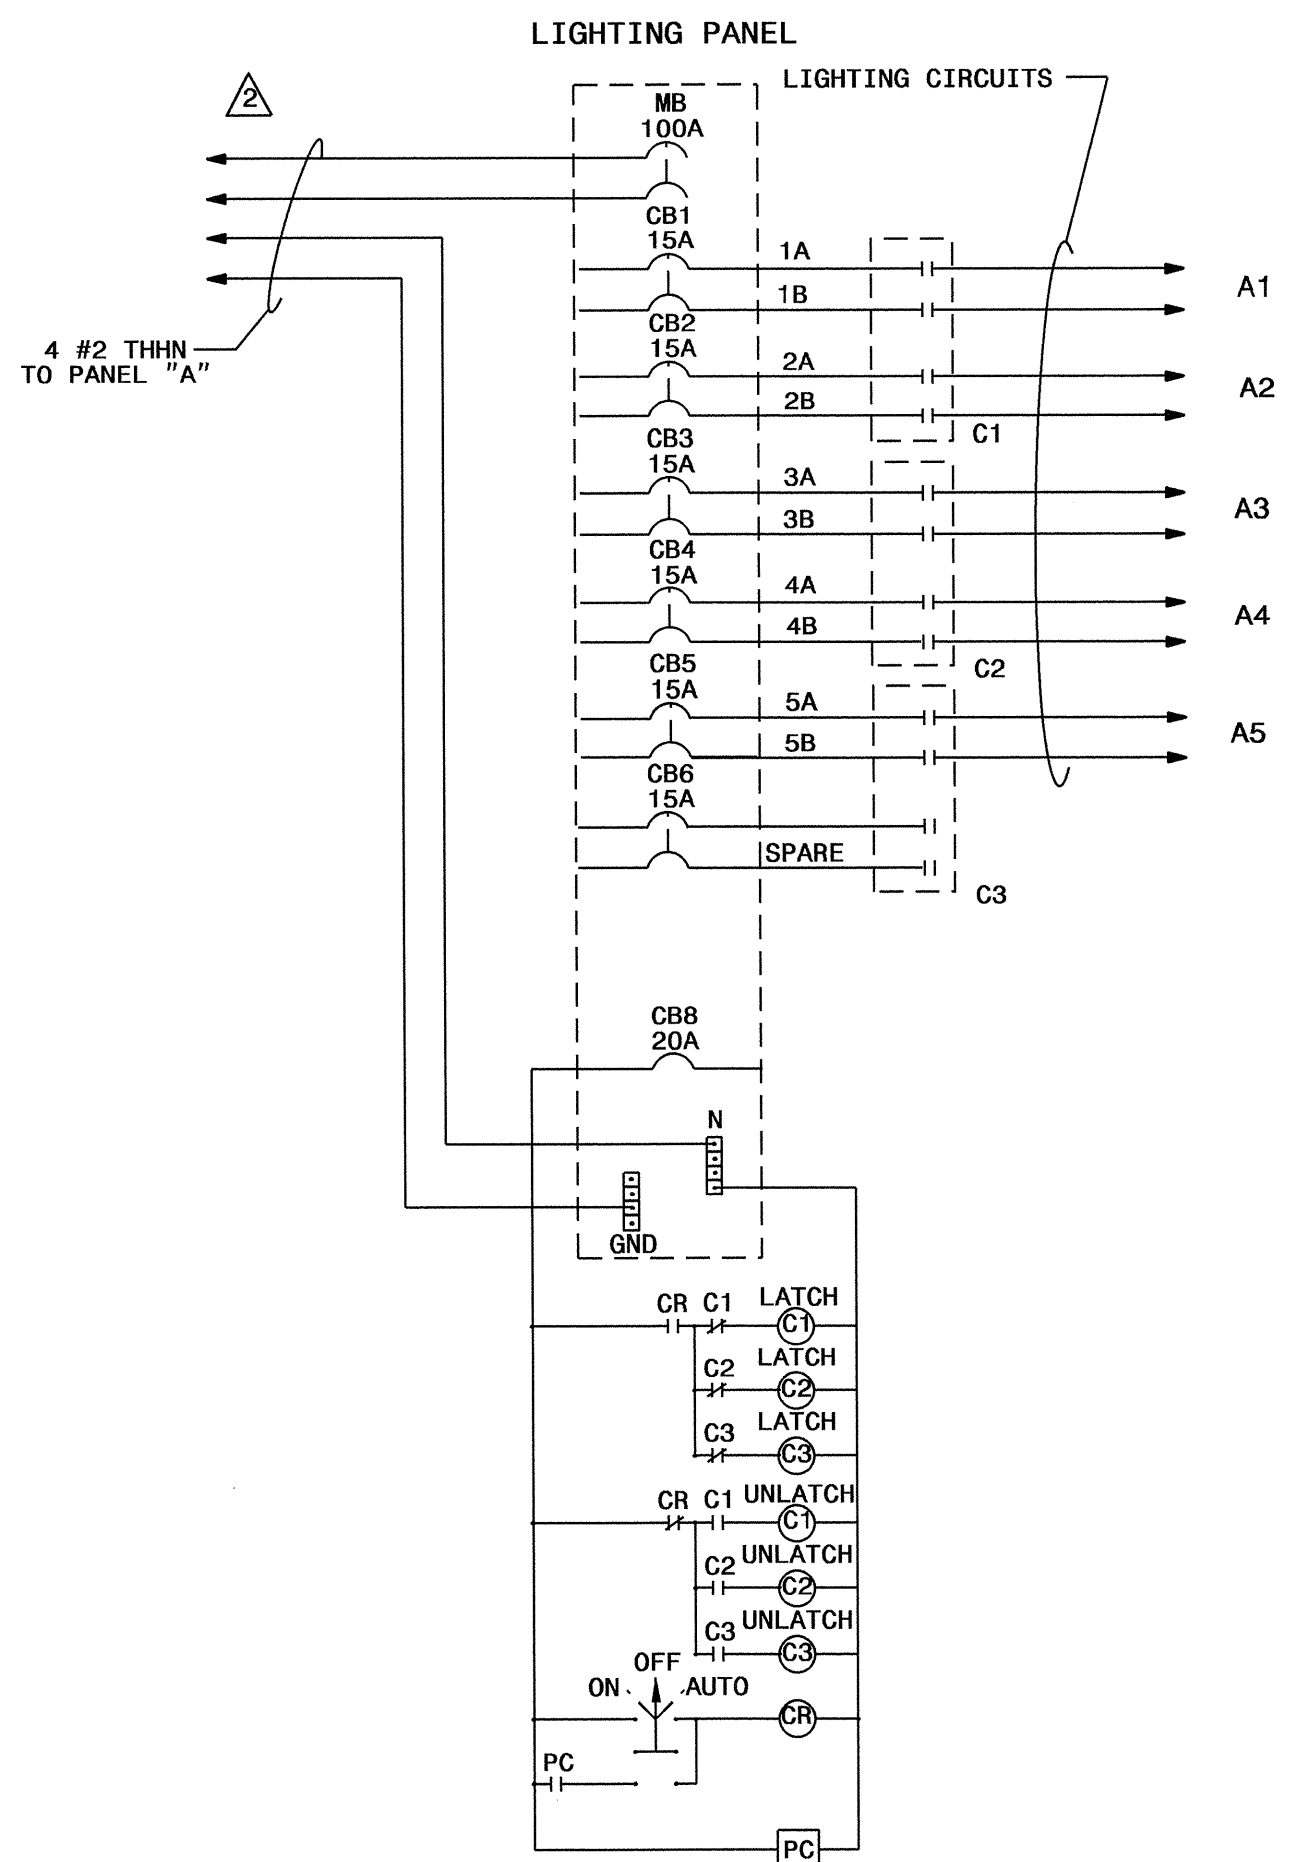 LIGHTING PANEL
LIGHTING CIRCUITS
2
MB
100A
CB1
15A
1A
1B
A1
CB2
15A
4 #2 THHN
TO PANEL "A"
2A
2B
A2
C1
CB3
15A
3A
3B
A3
CB4
15A
4A
4B
A4
C2
CB5
15A
5A
5B
A5
CB6
15A
SPARE
C3
CB8
20A
N
GND
CR C1 LATCH
C1
C2 LATCH
C2
C3 LATCH
C3
CR C1 UNLATCH
C1
C2 UNLATCH
C2
C3 UNLATCH
C3
OFF
ON AUTO
CR
PC
PC